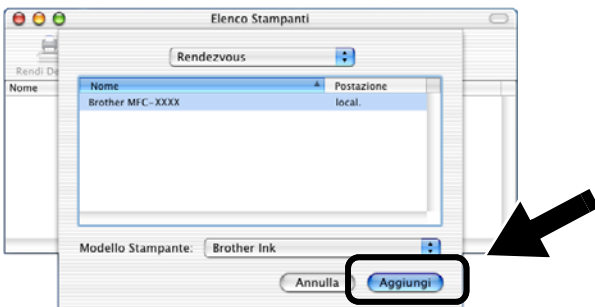 Elenco Stampanti
Rendezvous
Rendi De
Nome
Nome Postazione
Brother MFC-XXXX local.
Modello Stampante: Brother Ink
Annulla Aggiungi